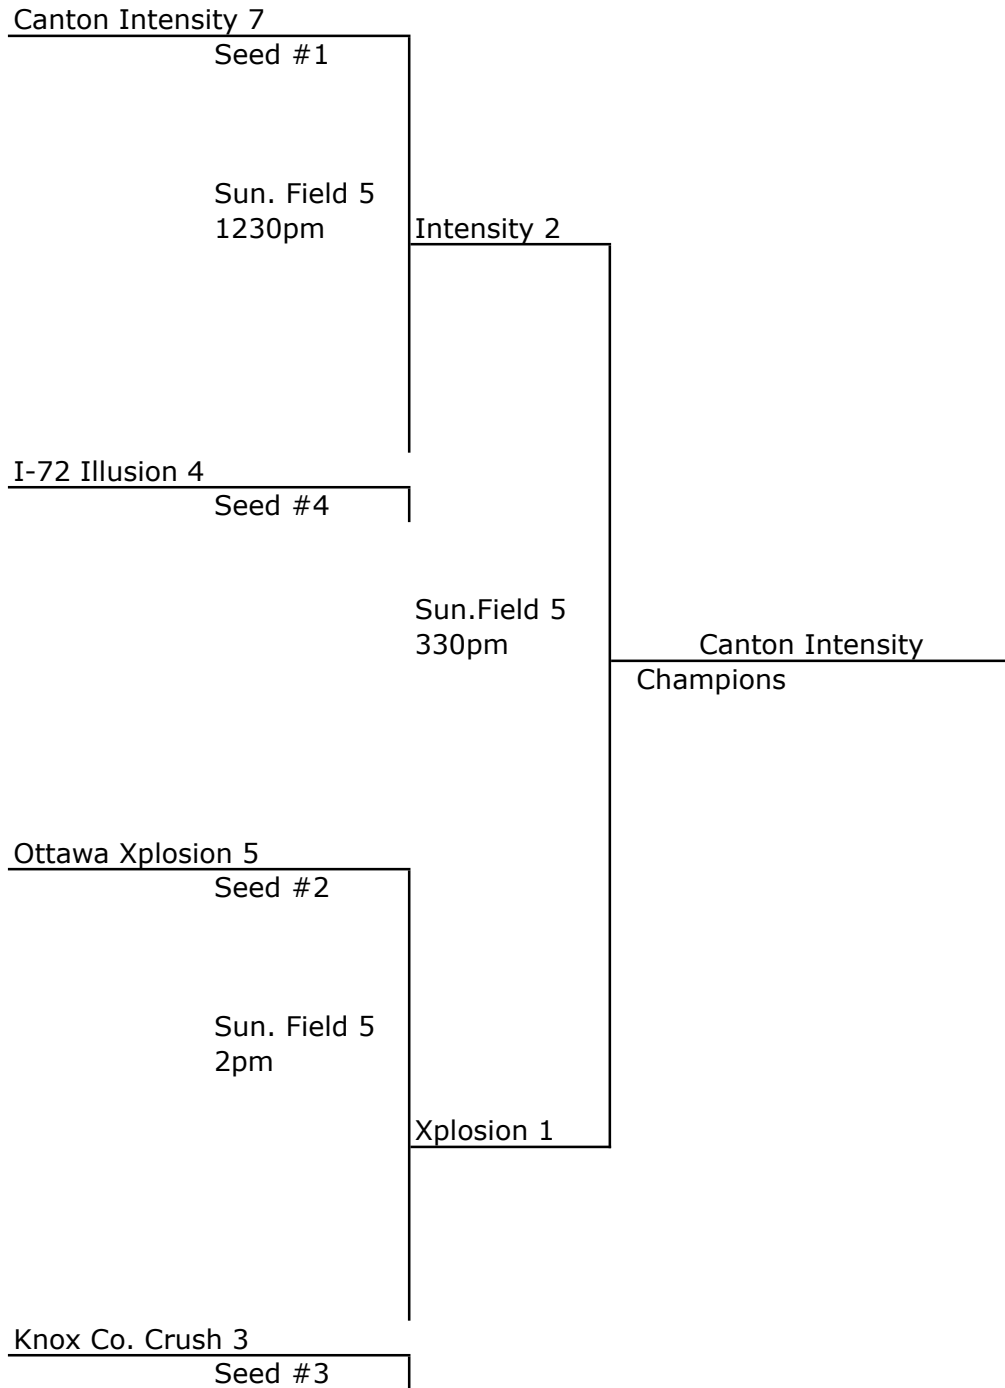 Canton Intensity 7
Seed #1
Sun. Field 5
1230pm
Intensity 2
I-72 Illusion 4
Seed #4
Sun.Field 5
330pm
Canton Intensity
Champions
Ottawa Xplosion 5
Seed #2
Sun. Field 5
2pm
Xplosion 1
Knox Co. Crush 3
Seed #3